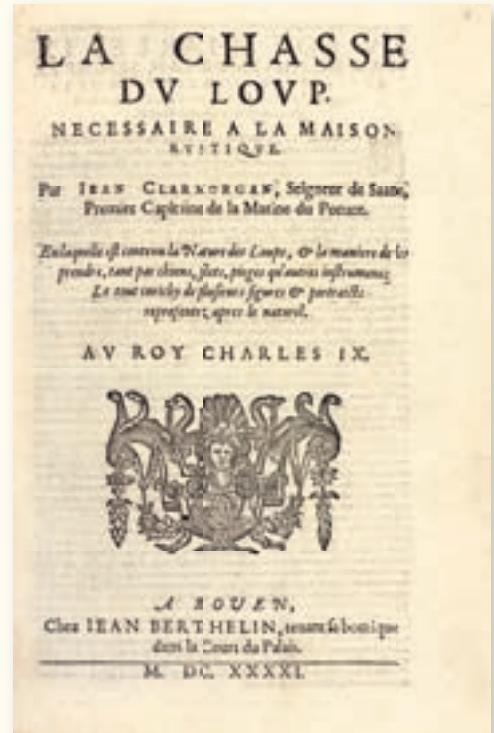 LA CHASSE
DV LOVP.
NECESSAIRE A LA MAISON
RVSTIQVE.
Par IEAN CLAMORGAN, Seigneur de Saane,
Premier Capitaine de la Marine du Ponant.
En laquelle est contenu la Nature des Loups, & la maniere de les
prendre, tant par chiens, filets, pieges qu'autres instrumens;
Le tout enrichy de plusieurs figures & portraicts
representez apres le naturel.
AV ROY CHARLES IX.
A ROVEN,
Chez IEAN BERTHELIN, tenant sa boutique
dans la Court du Palais.
M. DC. XXXXI.